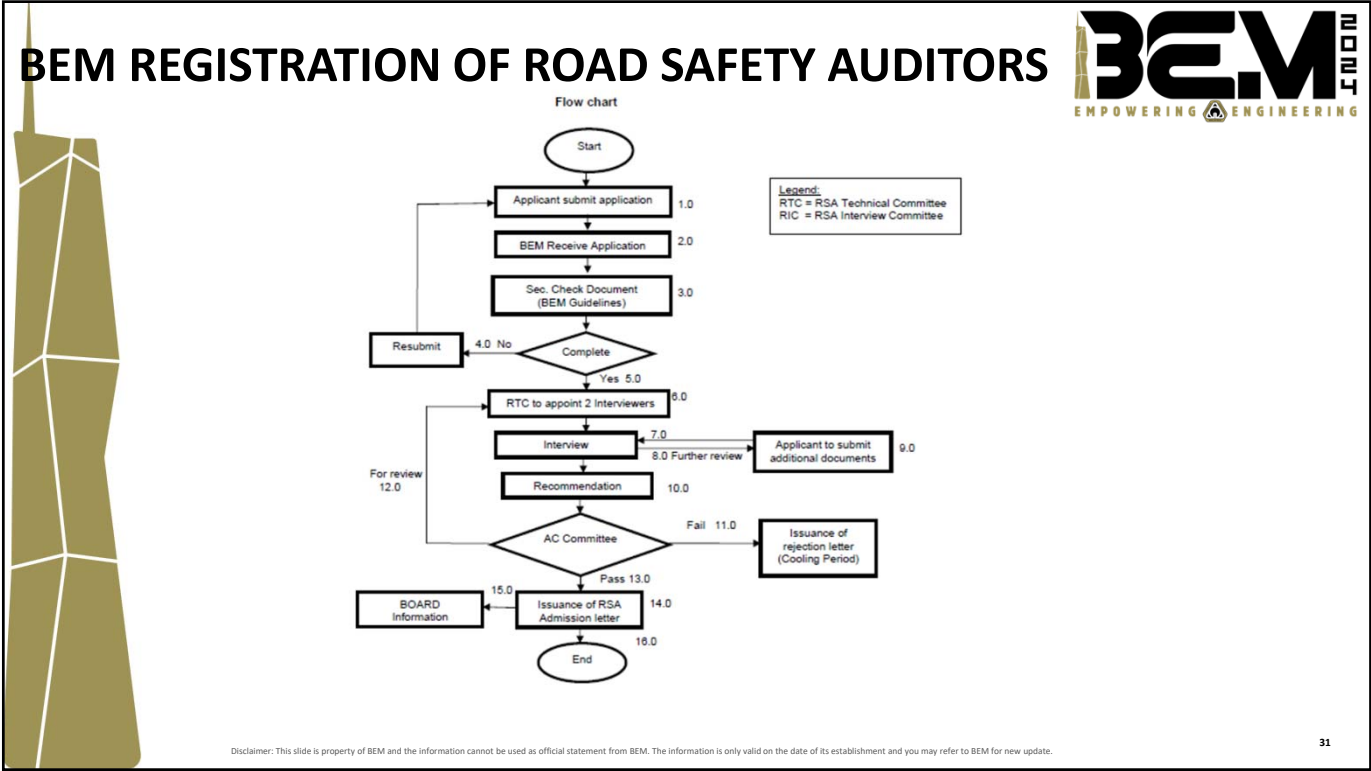 BEM REGISTRATION OF ROAD SAFETY AUDITORS
BEM
2024
EMPOWERING ENGINEERING
Flow chart
Start
Legend:
RTC = RSA Technical Committee
RIC = RSA Interview Committee
Applicant submit application
1.0
BEM Receive Application
2.0
Sec. Check Document
(BEM Guidelines)
3.0
Resubmit
4.0 No
Complete
Yes 5.0
RTC to appoint 2 Interviewers
6.0
Interview
7.0
8.0 Further review
Applicant to submit
additional documents
9.0
For review
12.0
Recommendation
10.0
AC Committee
Fail 11.0
Issuance of
rejection letter
(Cooling Period)
Pass 13.0
BOARD
Information
15.0
Issuance of RSA
Admission letter
14.0
16.0
End
Disclaimer: This slide is property of BEM and the information cannot be used as official statement from BEM. The information is only valid on the date of its establishment and you may refer to BEM for new update.
31